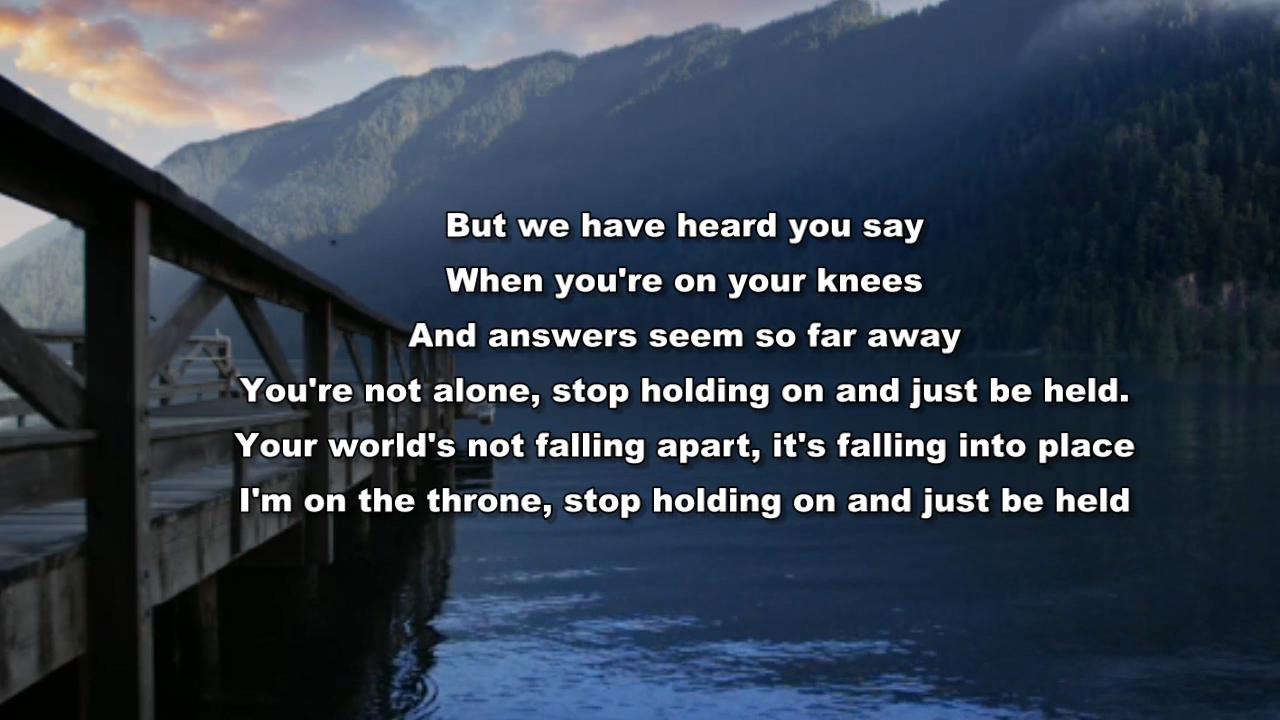 But we have heard you say
When you're on your knees
And answers seem so far away
You're not alone, stop holding on and just be held.
Your world's not falling apart, it's falling into place
I'm on the throne, stop holding on and just be held